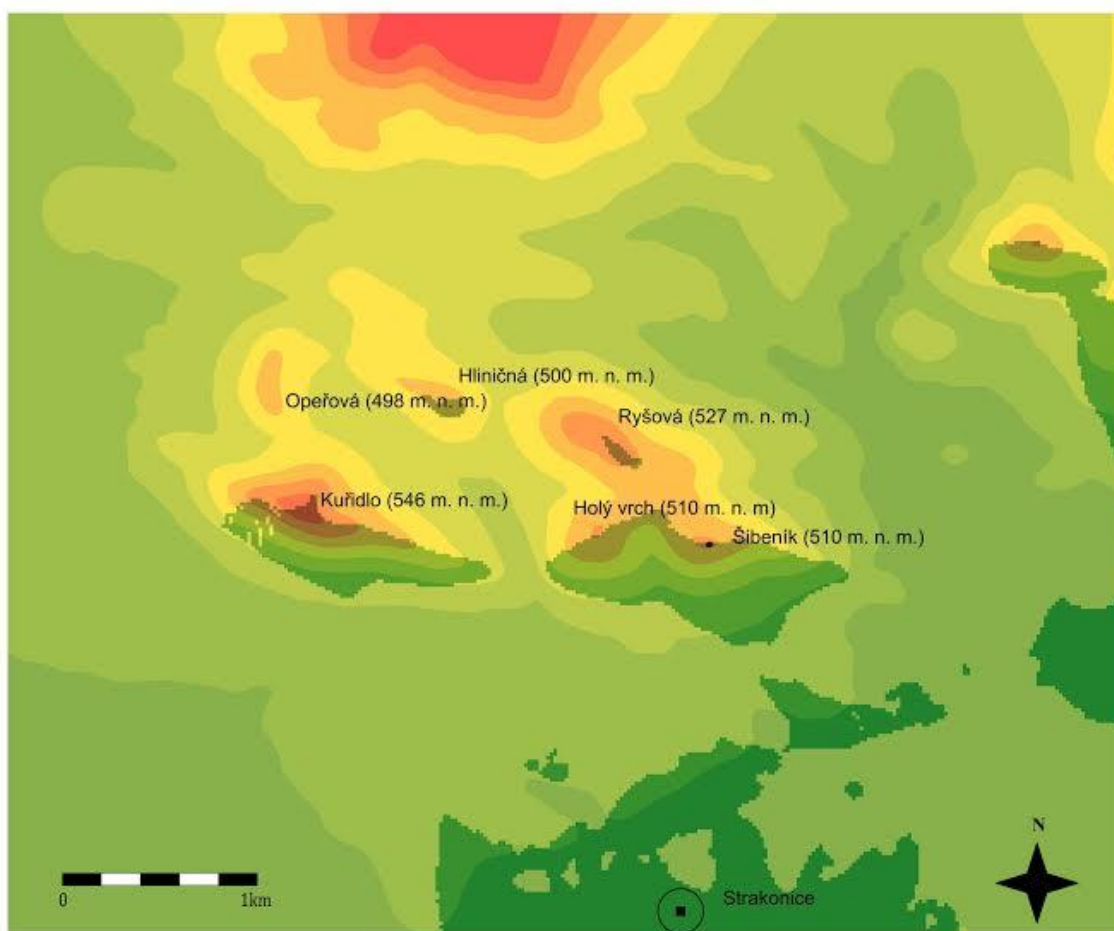 Hliničná (500 m. n. m.)
Opeřová (498 m. n. m.)
Ryšová (527 m. n. m.)
Kuřidlo (546 m. n. m.)
Holý vrch (510 m. n. m)
Šibeník (510 m. n. m.)
N
0 1km
Strakonice